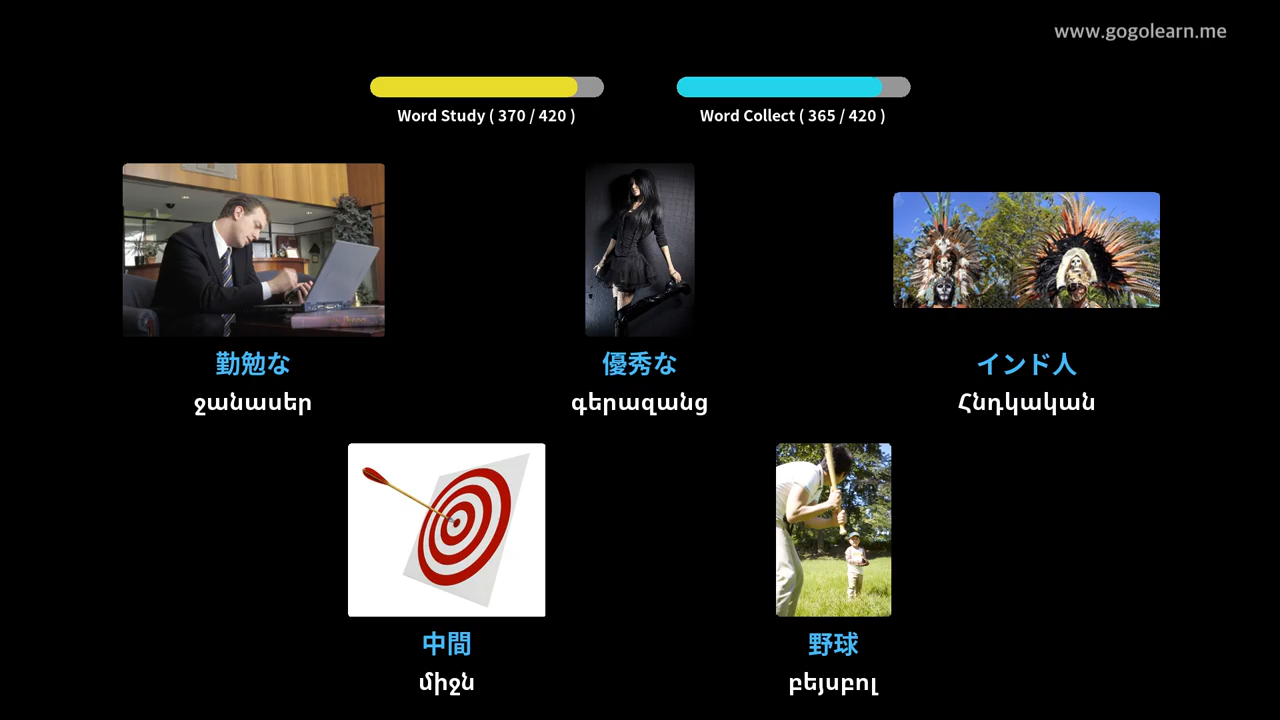 www.gogolearn.me
Word Study ( 370 / 420 )
Word Collect ( 365 / 420 )
勤勉な
ջանասեր
優秀な
գերազանց
インド人
Հնդկական
中間
միջն
野球
բեյսբոլ